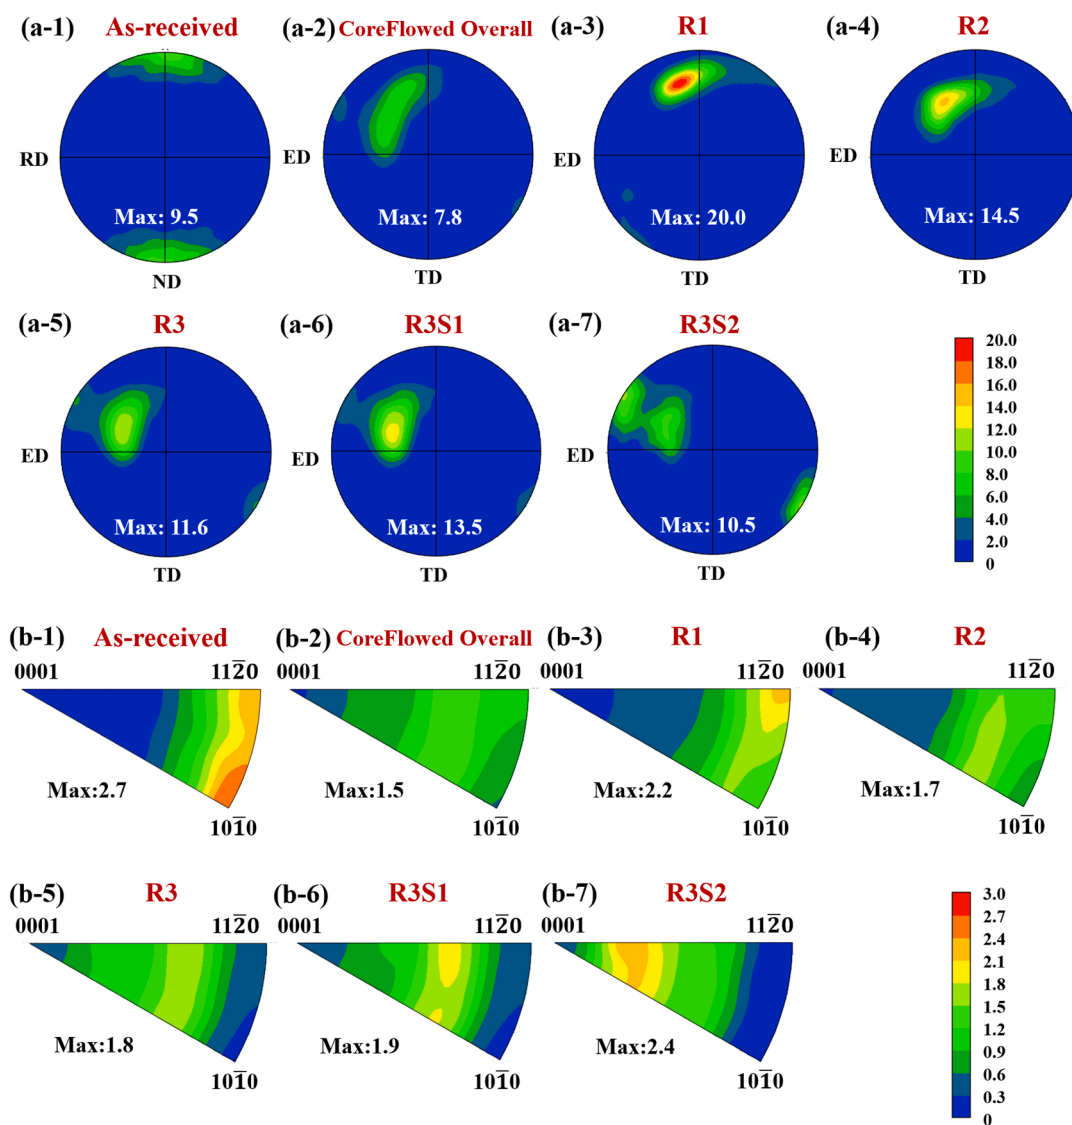 (a-1) As-received
RD
Max: 9.5
ND
(a-2) CoreFlowed Overall
ED
Max: 7.8
TD
(a-3) R1
ED
Max: 20.0
TD
(a-4) R2
ED
Max: 14.5
TD
(a-5) R3
ED
Max: 11.6
TD
(a-6) R3S1
ED
Max: 13.5
TD
(a-7) R3S2
ED
Max: 10.5
TD
20.0
16.0
14.0
12.0
10.0
8.0
6.0
4.0
2.0
0
(b-1) As-received
0001 112̄0
Max:2.7
101̄0
(b-2) CoreFlowed Overall
0001 112̄0
Max:1.5
101̄0
(b-3) R1
0001 112̄0
Max:2.2
101̄0
(b-4) R2
0001 112̄0
Max:1.7
101̄0
(b-5) R3
0001 112̄0
Max:1.8
101̄0
(b-6) R3S1
0001 112̄0
Max:1.9
101̄0
(b-7) R3S2
0001 112̄0
Max:2.4
101̄0
3.0
2.7
2.4
2.1
1.8
1.5
1.2
0.9
0.6
0.3
0